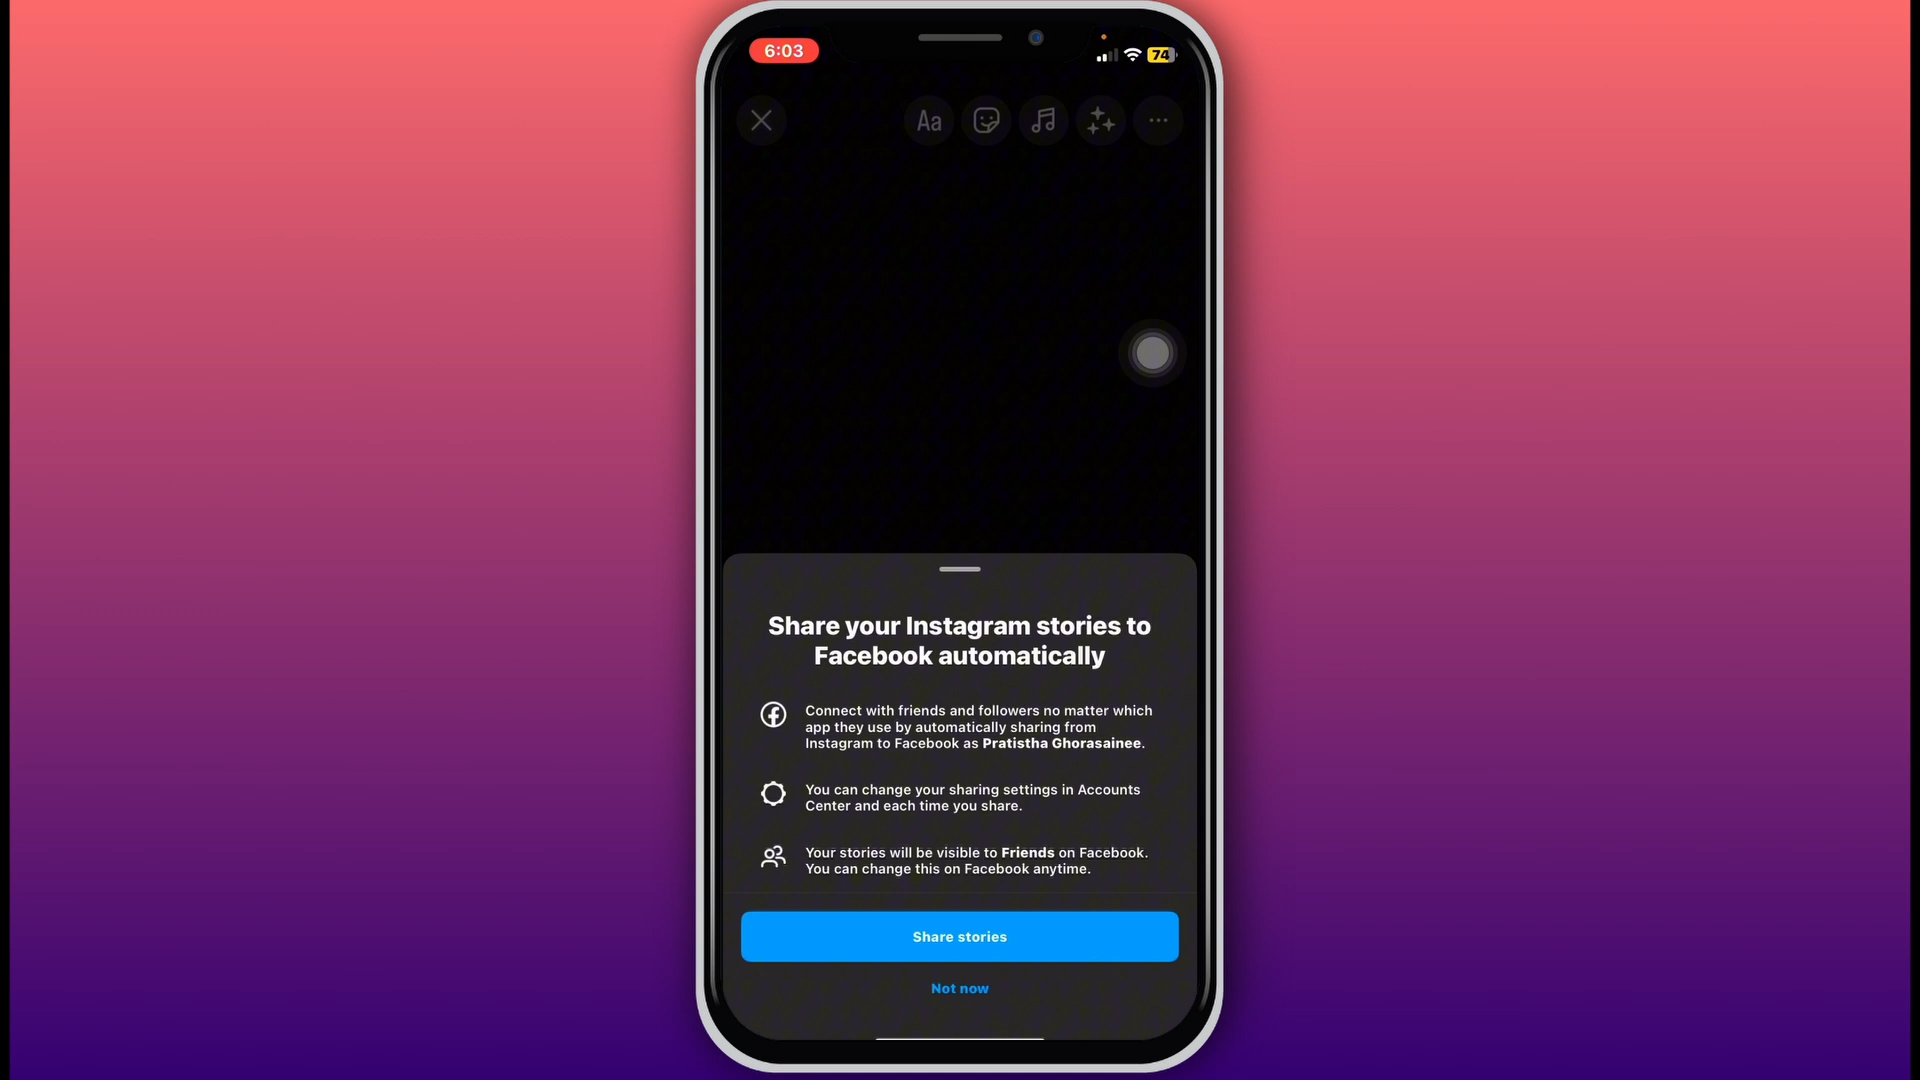 6:03
74
Aa
Share your Instagram stories to
Facebook automatically
Connect with friends and followers no matter which
app they use by automatically sharing from
Instagram to Facebook as Pratistha Ghorasainee.
You can change your sharing settings in Accounts
Center and each time you share.
Your stories will be visible to Friends on Facebook.
You can change this on Facebook anytime.
Share stories
Not now